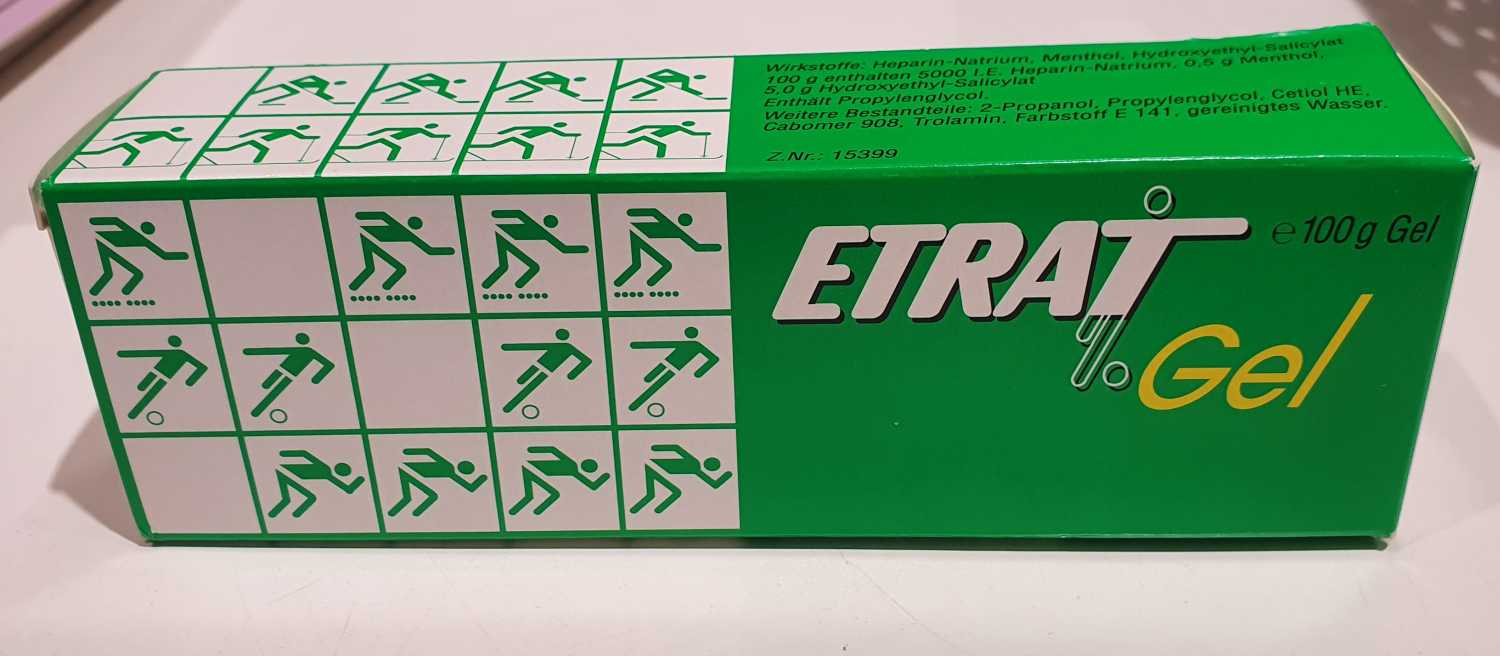 Wirkstoffe: Heparin-Natrium, Menthol, Hydroxyethyl-Salicylat
100 g enthalten 5000 I.E. Heparin-Natrium, 0,5 g Menthol,
5,0 g Hydroxyethyl-Salicylat
Enthält Propylenglycol.
Weitere Bestandteile: 2-Propanol, Propylenglycol, Cetiol HE,
Cabomer 908, Trolamin, Farbstoff E 141, gereinigtes Wasser.
Z.Nr.: 15399
ETRAT
℮ 100 g Gel
Gel